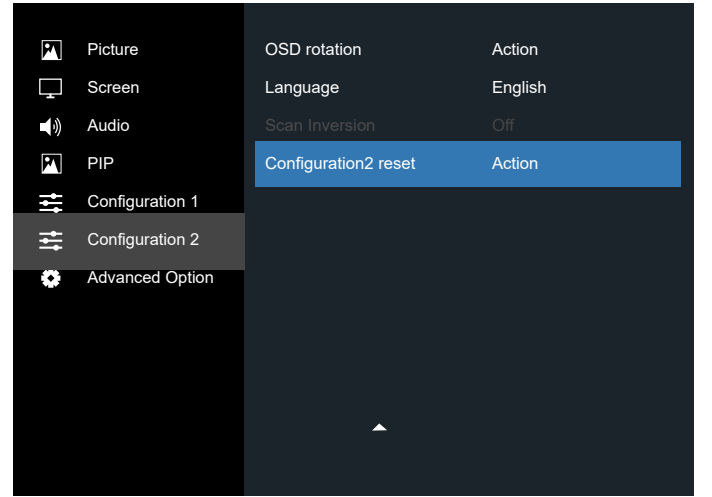 Picture
Screen
Audio
PIP
Configuration 1
Configuration 2
Advanced Option
OSD rotation Action
Language English
Scan Inversion Off
Configuration2 reset Action